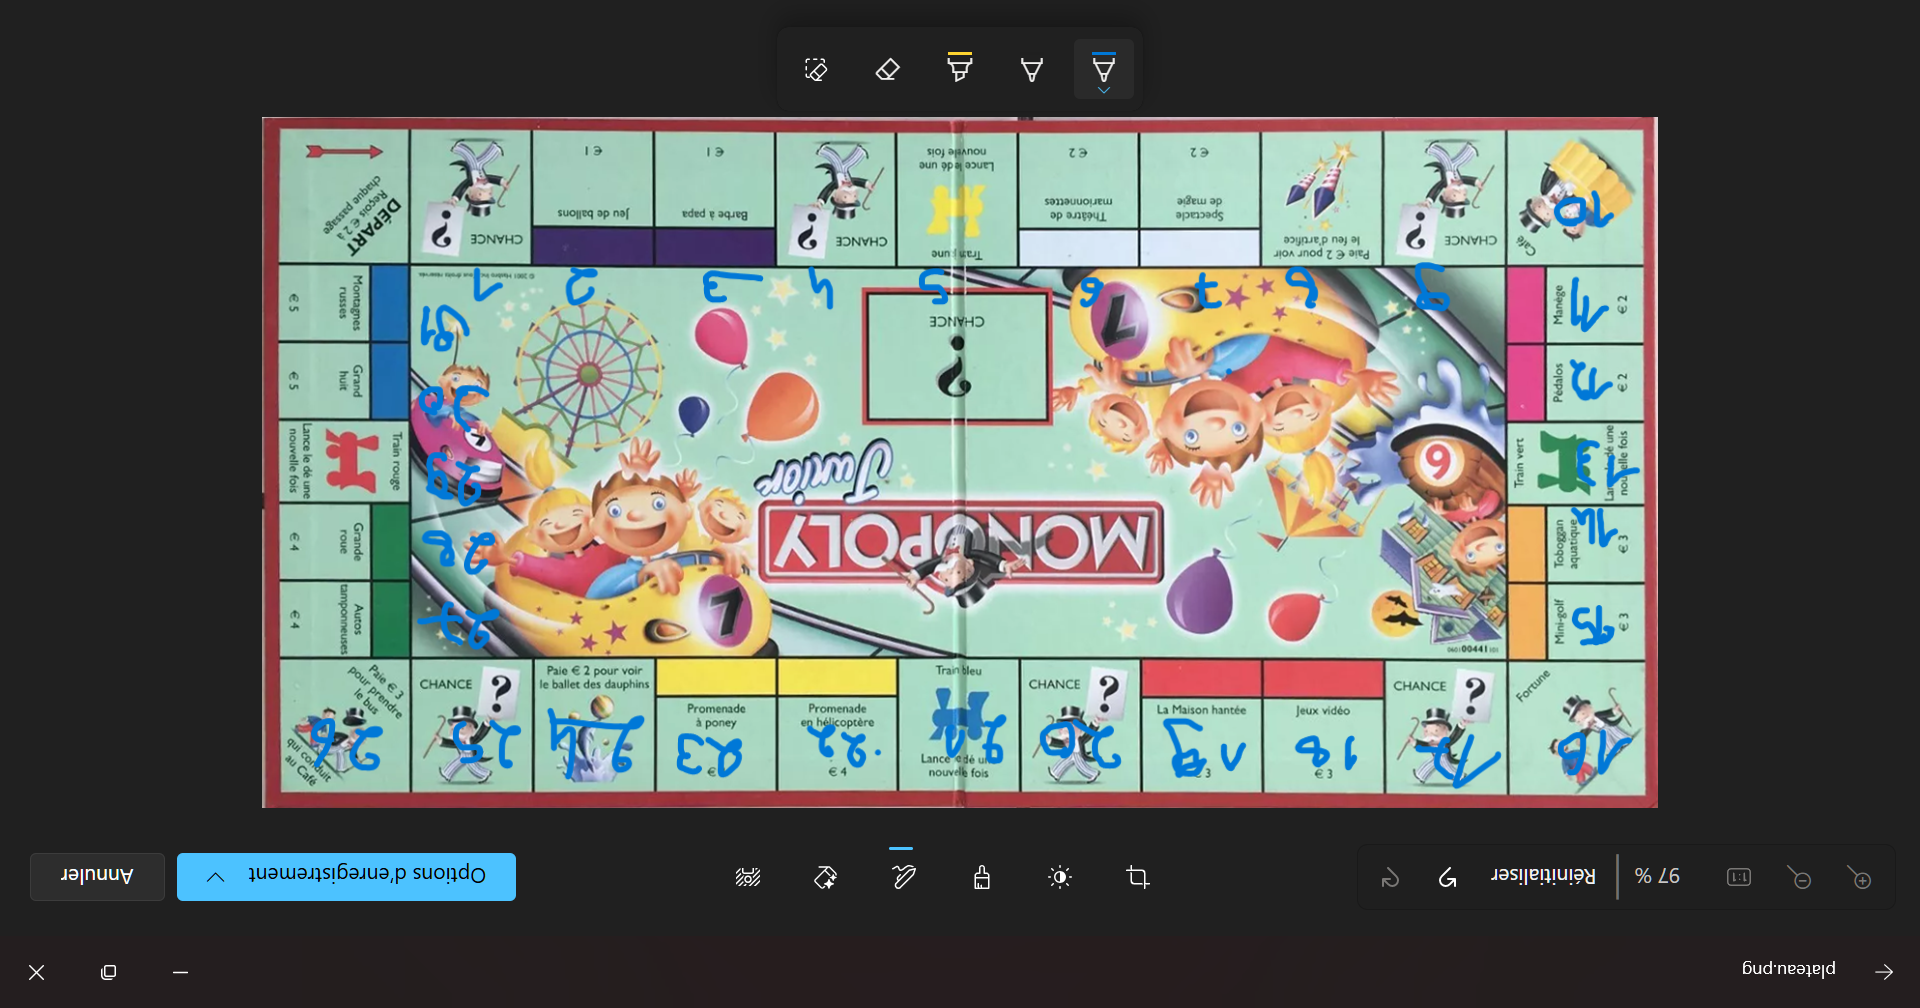 plateau.png
97 %
Réinitialiser
Options d'enregistrement
Annuler
Fortune
16
CHANCE
?
17
Jeux vidéo
€ 3
18
La Maison hantée
€ 3
19
CHANCE
?
20
Train bleu
Lance le dé une
nouvelle fois
21
Promenade
en hélicoptère
€ 4
22
Promenade
à poney
€
23
Paie € 2 pour voir
le ballet des dauphins
24
CHANCE
?
25
Paie € 3
pour prendre
le bus
qui conduit
au Café
26
Mini-golf
€ 3
15
Toboggan
aquatique
€ 3
14
Train vert
Lance le dé une
nouvelle fois
13
Pédalos
€ 2
12
Manège
€ 2
11
00441
MONOPOLY
Junior
CHANCE
?
Autos
tamponneuses
€ 4
27
Grande
roue
€ 4
28
Train rouge
Lance le dé une
nouvelle fois
29
Grand
huit
€ 5
30
Montagnes
russes
€ 5
Café
10
9
CHANCE
?
8
Paie € 2 pour voir
le feu d'artifice
7
Spectacle
de magie
€ 2
6
Théâtre de
marionnettes
€ 2
5
Train jaune
Lance le dé une
nouvelle fois
4
CHANCE
?
3
Barbe à papa
€ 1
2
Jeu de ballons
€ 1
1
CHANCE
?
DÉPART
Reçois € 2 à
chaque passage